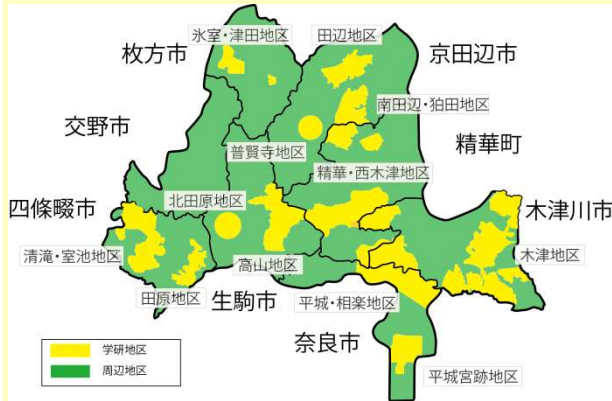 氷室・津田地区
田辺地区
枚方市
京田辺市
南田辺・狛田地区
交野市
普賢寺地区
精華町
精華・西木津地区
北田原地区
四條畷市
木津川市
清滝・室池地区
高山地区
木津地区
田原地区
生駒市
平城・相楽地区
奈良市
学研地区
周辺地区
平城宮跡地区